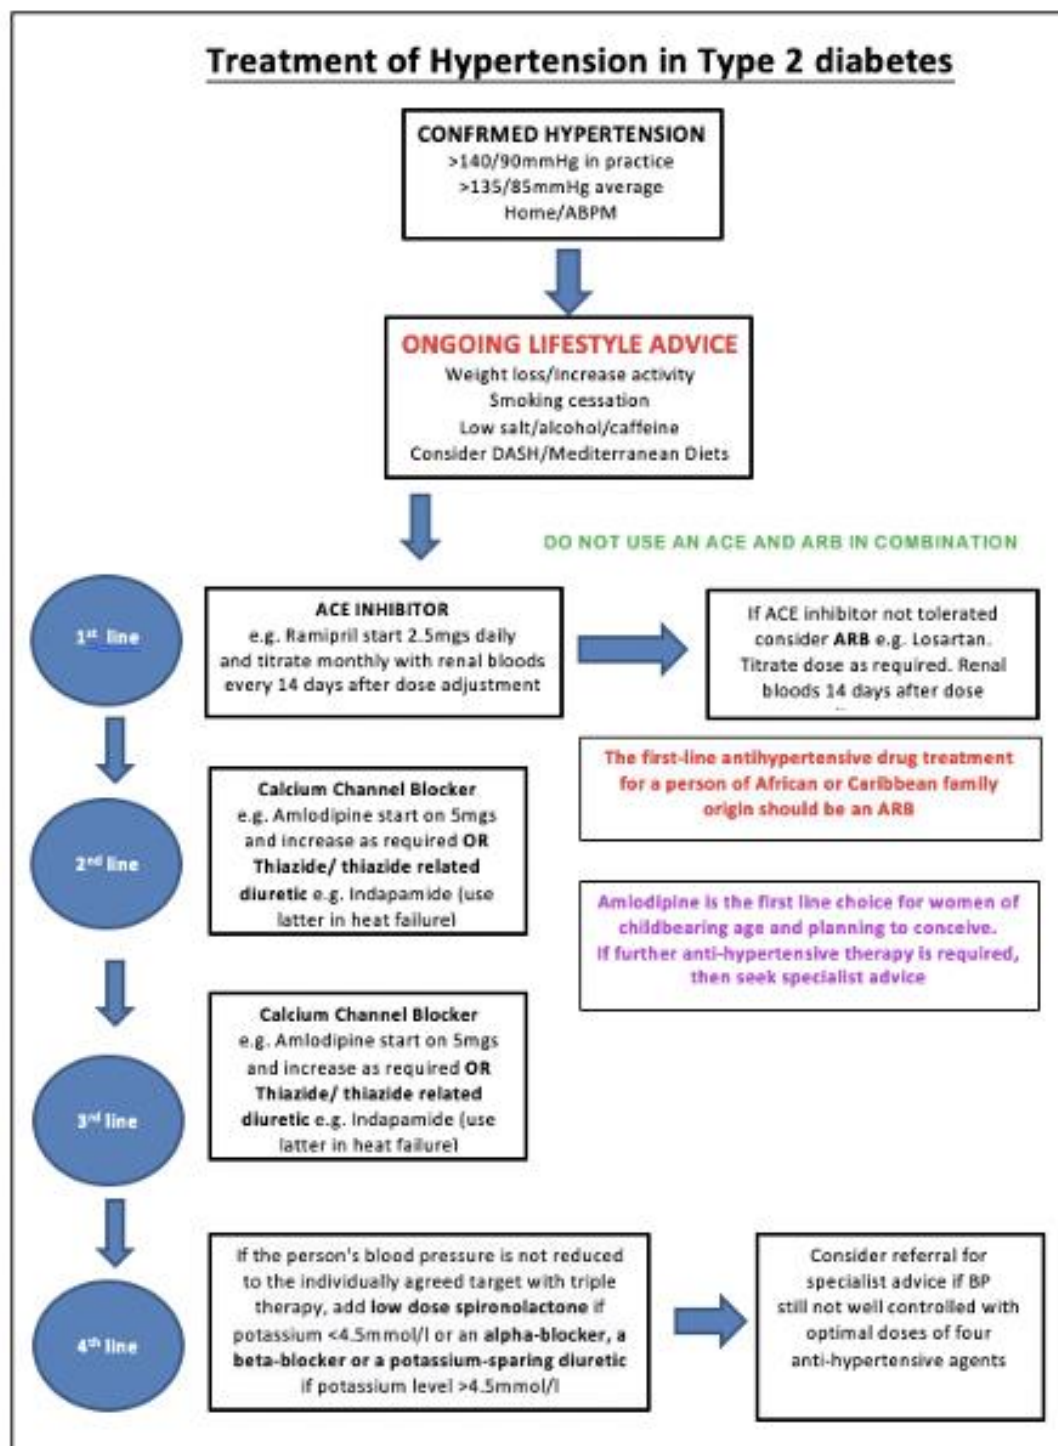 Treatment of Hypertension in Type 2 diabetes
CONFRMED HYPERTENSION
>140/90mmHg in practice
>135/85mmHg average
Home/ABPM
ONGOING LIFESTYLE ADVICE
Weight loss/Increase activity
Smoking cessation
Low salt/alcohol/caffeine
Consider DASH/Mediterranean Diets
DO NOT USE AN ACE AND ARB IN COMBINATION
1st line
ACE INHIBITOR
e.g. Ramipril start 2.5mgs daily
and titrate monthly with renal bloods
every 14 days after dose adjustment
If ACE inhibitor not tolerated
consider ARB e.g. Losartan.
Titrate dose as required. Renal
bloods 14 days after dose
The first-line antihypertensive drug treatment
for a person of African or Caribbean family
origin should be an ARB
2nd line
Calcium Channel Blocker
e.g. Amlodipine start on 5mgs
and increase as required OR
Thiazide/ thiazide related
diuretic e.g. Indapamide (use
latter in heat failure)
Amlodipine is the first line choice for women of
childbearing age and planning to conceive.
If further anti-hypertensive therapy is required,
then seek specialist advice
3rd line
Calcium Channel Blocker
e.g. Amlodipine start on 5mgs
and increase as required OR
Thiazide/ thiazide related
diuretic e.g. Indapamide (use
latter in heat failure)
4th line
If the person's blood pressure is not reduced
to the individually agreed target with triple
therapy, add low dose spironolactone if
potassium <4.5mmol/l or an alpha-blocker, a
beta-blocker or a potassium-sparing diuretic
if potassium level >4.5mmol/l
Consider referral for
specialist advice if BP
still not well controlled with
optimal doses of four
anti-hypertensive agents